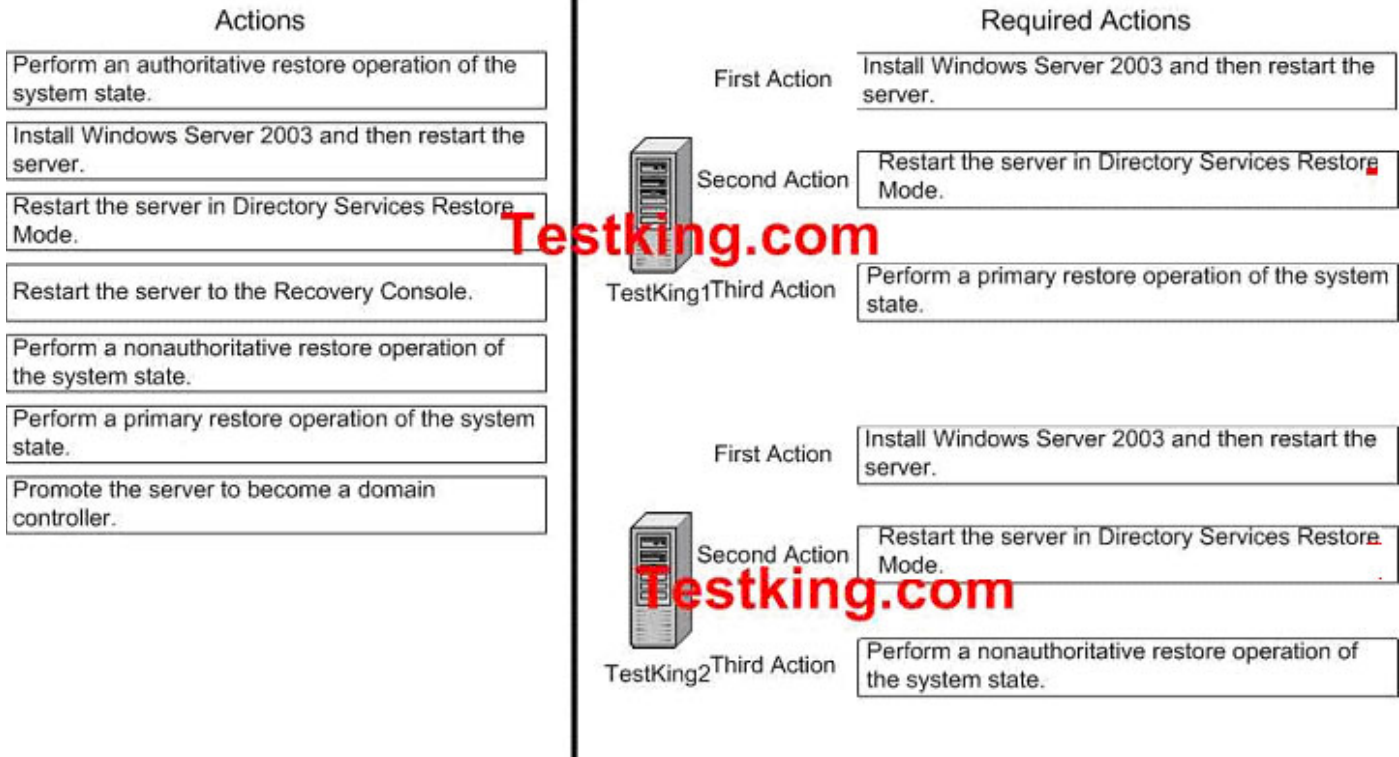 Actions
Perform an authoritative restore operation of the
system state.
Install Windows Server 2003 and then restart the
server.
Restart the server in Directory Services Restore
Mode.
Restart the server to the Recovery Console.
Perform a nonauthoritative restore operation of
the system state.
Perform a primary restore operation of the system
state.
Promote the server to become a domain
controller.
Required Actions
First Action
Install Windows Server 2003 and then restart the
server.
Second Action
Restart the server in Directory Services Restore
Mode.
Testking.com
TestKing1
Third Action
Perform a primary restore operation of the system
state.
First Action
Install Windows Server 2003 and then restart the
server.
Second Action
Restart the server in Directory Services Restore
Mode.
Testking.com
TestKing2
Third Action
Perform a nonauthoritative restore operation of
the system state.